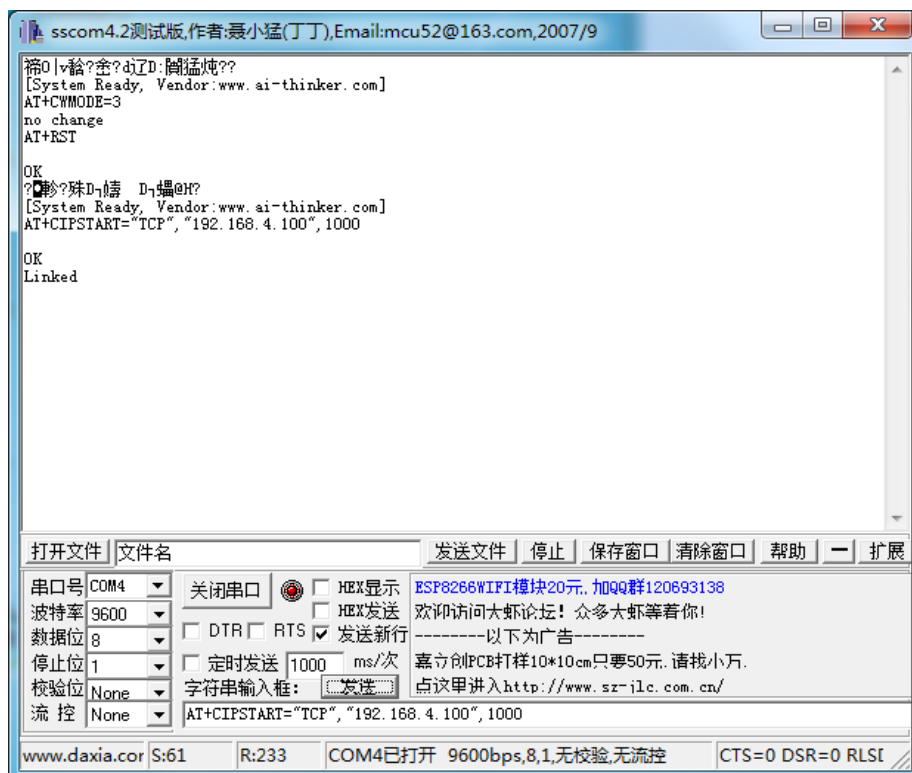 sscom4.2测试版,作者:聂小猛(丁丁),Email:mcu52@163.com,2007/9
[System Ready, Vendor:www.ai-thinker.com]
AT+CWMODE=3
no change
AT+RST
OK
[System Ready, Vendor:www.ai-thinker.com]
AT+CIPSTART="TCP","192.168.4.100",1000
OK
Linked
打开文件 文件名 发送文件 停止 保存窗口 清除窗口 帮助 一 扩展
串口号 COM4 关闭串口 HEX显示 ESP8266WIFI模块20元,加QQ群120693138
波特率 9600 HEX发送 欢迎访问大虾论坛!众多大虾等着你!
数据位 8 DTR RTS 发送新行 --------以下为广告--------
停止位 1 定时发送 1000 ms/次 嘉立创PCB打样10*10cm只要50元.请找小万.
校验位 None 字符串输入框: 发送 点这里进入http://www.sz-jlc.com.cn/
流 控 None AT+CIPSTART="TCP","192.168.4.100",1000
www.daxia.cor S:61 R:233 COM4已打开 9600bps,8,1,无校验,无流控 CTS=0 DSR=0 RLSI